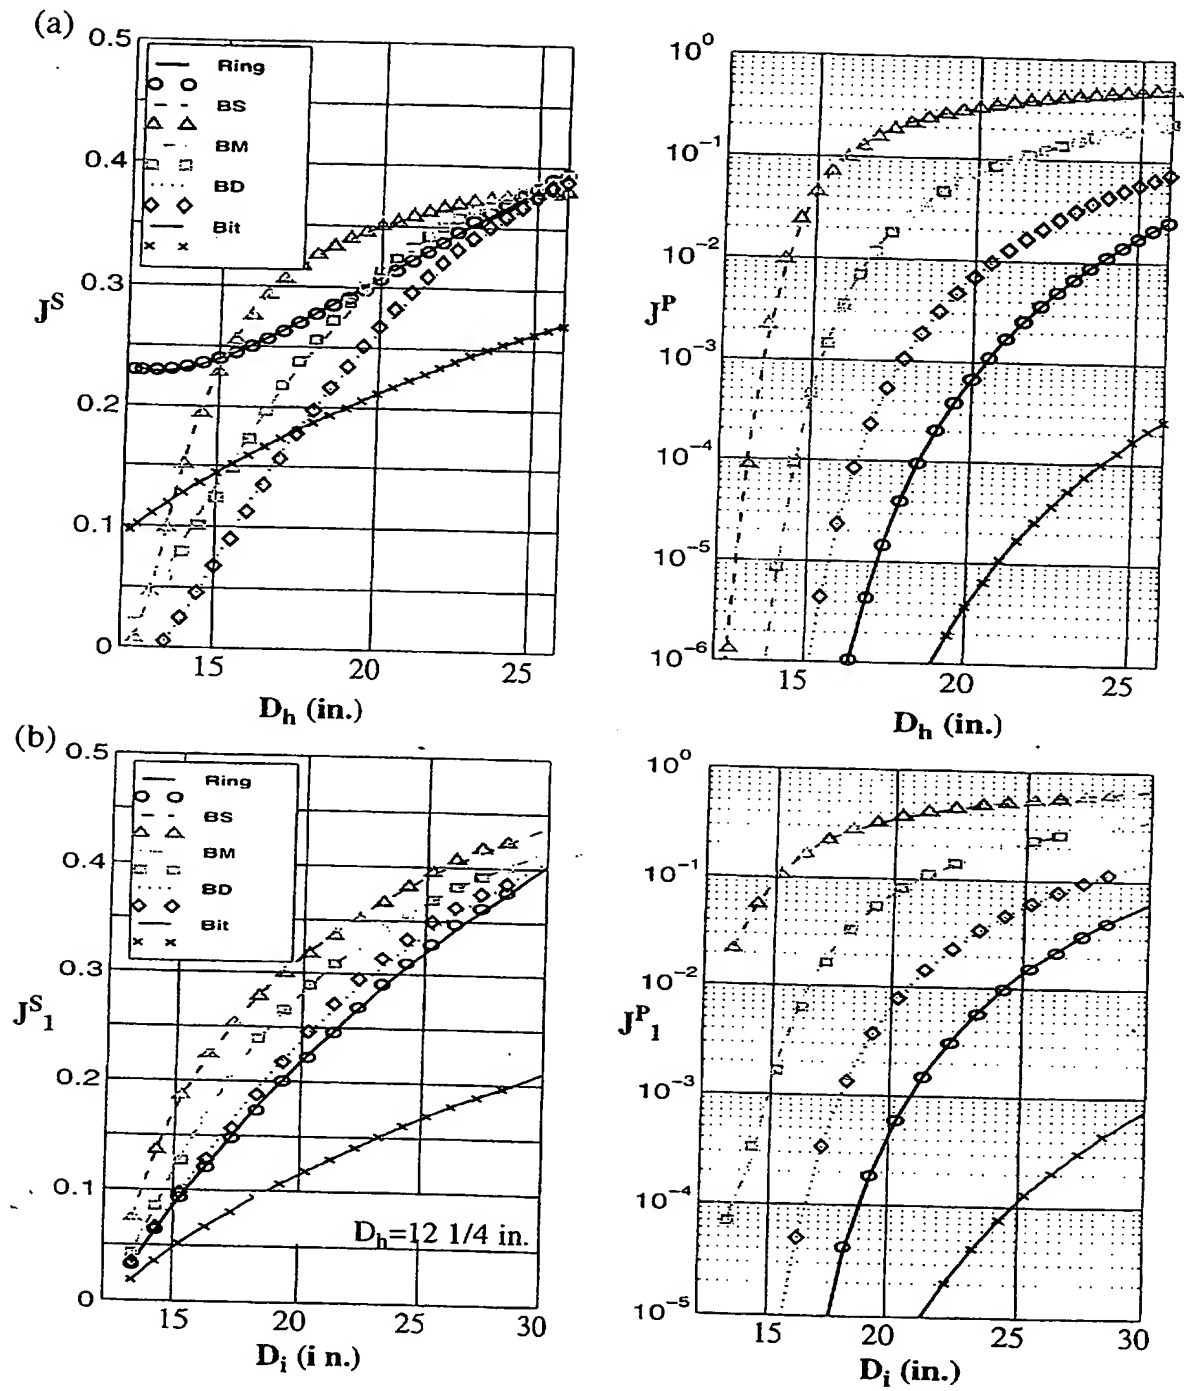 (a)
0.5
0.4
0.3
0.2
0.1
0
J^S
Ring
BS
BM
BD
Bit
15
20
25
D_h (in.)
10^0
10^-1
10^-2
10^-3
10^-4
10^-5
10^-6
J^P
15
20
25
D_h (in.)
(b)
0.5
0.4
0.3
0.2
0.1
0
J^S_1
Ring
BS
BM
BD
Bit
D_h=12 1/4 in.
15
20
25
30
D_i (i n.)
10^0
10^-1
10^-2
10^-3
10^-4
10^-5
J^P_1
15
20
25
30
D_i (in.)